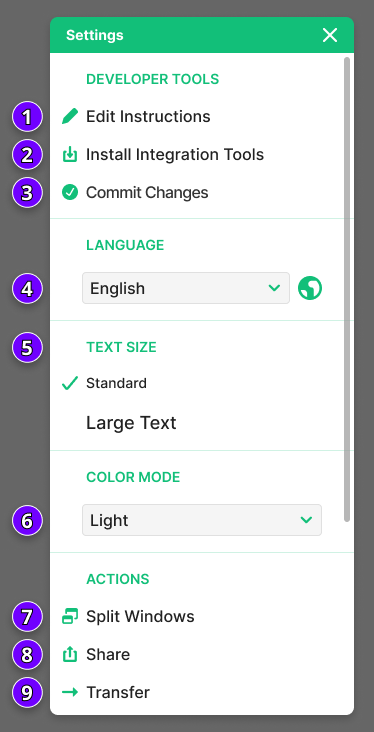 Settings
DEVELOPER TOOLS
1 Edit Instructions
2 Install Integration Tools
3 Commit Changes
LANGUAGE
4 English
5 TEXT SIZE
Standard
Large Text
COLOR MODE
6 Light
ACTIONS
7 Split Windows
8 Share
9 Transfer